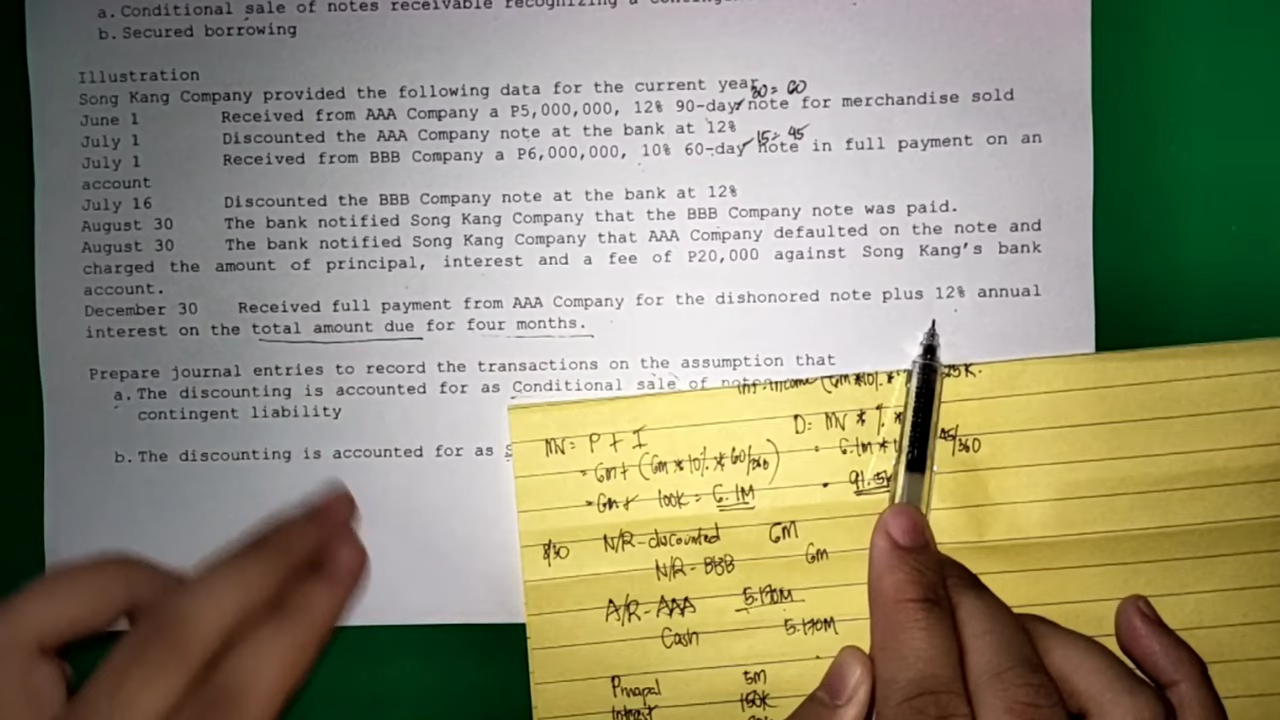 a. Conditional sale of notes receivable recognizing a
b. Secured borrowing
Illustration
Song Kang Company provided the following data for the current year
30 = 60
June 1 Received from AAA Company a P5,000,000, 12% 90-day note for merchandise sold
July 1 Discounted the AAA Company note at the bank at 12%
15 = 45
July 1 Received from BBB Company a P6,000,000, 10% 60-day note in full payment on an
account
July 16 Discounted the BBB Company note at the bank at 12%
August 30 The bank notified Song Kang Company that the BBB Company note was paid.
August 30 The bank notified Song Kang Company that AAA Company defaulted on the note and
charged the amount of principal, interest and a fee of P20,000 against Song Kang's bank
account.
December 30 Received full payment from AAA Company for the dishonored note plus 12% annual
interest on the total amount due for four months.
Prepare journal entries to record the transactions on the assumption that
a. The discounting is accounted for as Conditional sale of
contingent liability
b. The discounting is accounted for as
Income (6m*10%*
25K.
MV = P + I
= 6m + (6m*10%*60/360)
= 6m + 100k = 6.1M
D= MV * % *
6.1m*
45/360
8/30 N/R-discounted 6M
N/R-BBB 6m
A/R-AAA 5.170M
Cash 5.170M
Principal 5M
Interest 150K